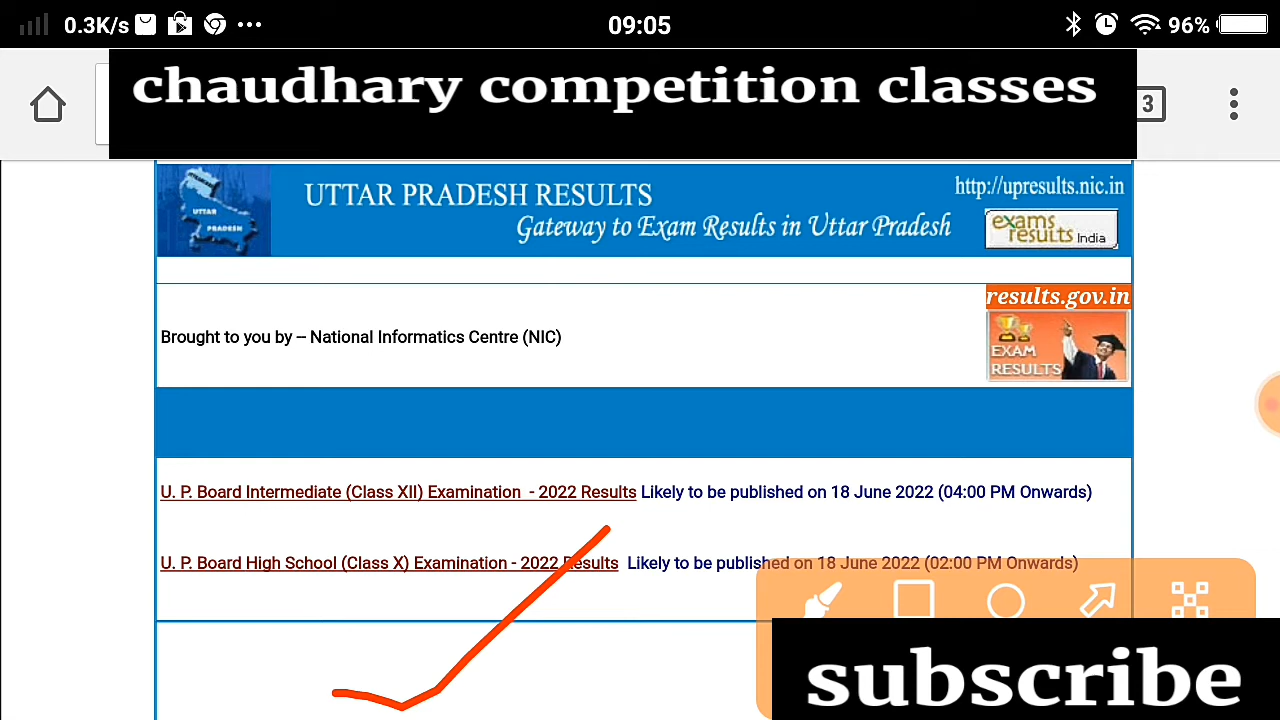 0.3K/s 09:05 96%
chaudhary competition classes
3
UTTAR PRADESH RESULTS
http://upresults.nic.in
Gateway to Exam Results in Uttar Pradesh
exams
results India
UTTAR
PRADESH
results.gov.in
Brought to you by -- National Informatics Centre (NIC)
EXAM
RESULTS
U. P. Board Intermediate (Class XII) Examination - 2022 Results Likely to be published on 18 June 2022 (04:00 PM Onwards)
U. P. Board High School (Class X) Examination - 2022 Results Likely to be published on 18 June 2022 (02:00 PM Onwards)
subscribe